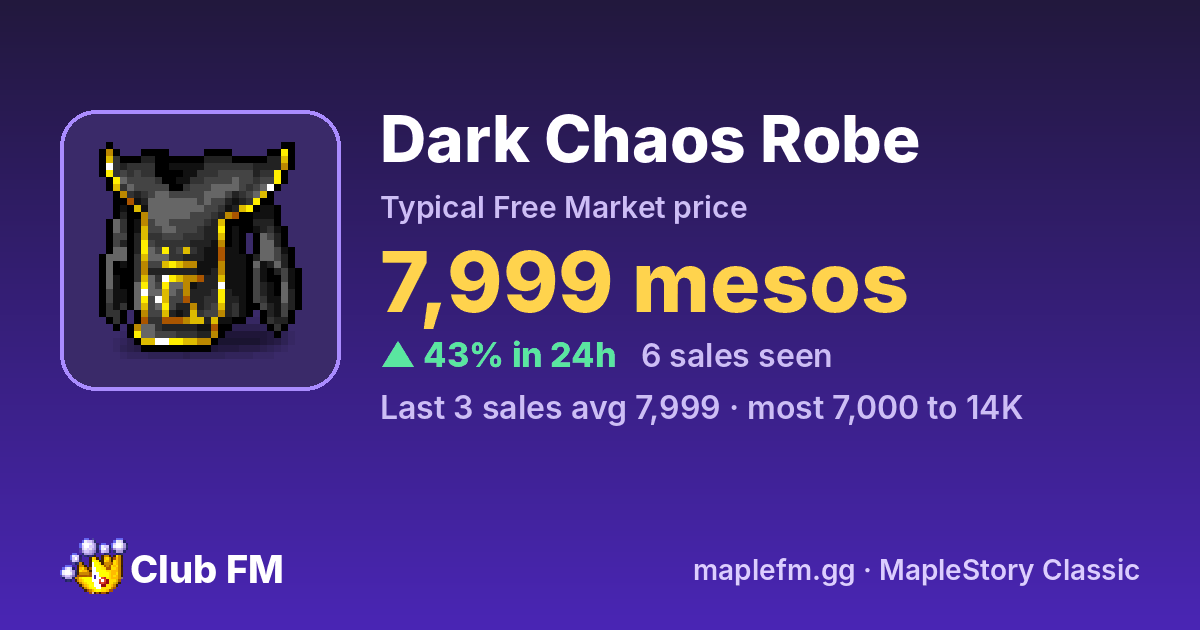 Dark Chaos Robe
Typical Free Market price
7,999 mesos
▲ 43% in 24h 6 sales seen
Last 3 sales avg 7,999 · most 7,000 to 14K
Club FM
maplefm.gg · MapleStory Classic